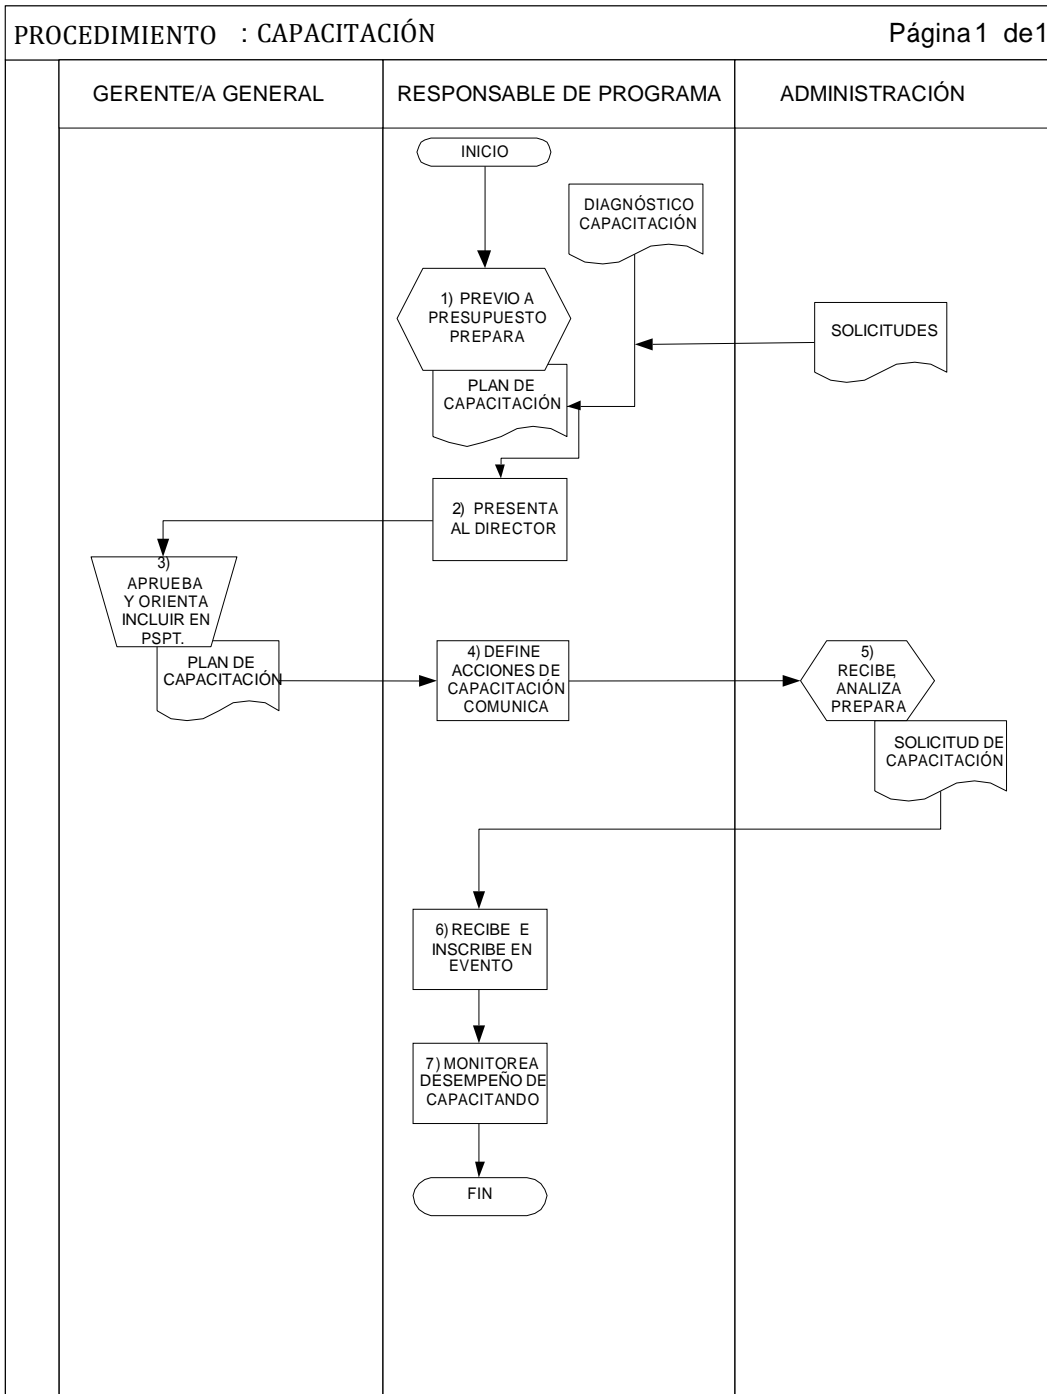 PROCEDIMIENTO : CAPACITACIÓN
Página 1 de1
GERENTE/A GENERAL
RESPONSABLE DE PROGRAMA
ADMINISTRACIÓN
INICIO
DIAGNÓSTICO
CAPACITACIÓN
1) PREVIO A
PRESUPUESTO
PREPARA
SOLICITUDES
PLAN DE
CAPACITACIÓN
2) PRESENTA
AL DIRECTOR
3)
APRUEBA
Y ORIENTA
INCLUIR EN
PSPT.
PLAN DE
CAPACITACIÓN
4) DEFINE
ACCIONES DE
CAPACITACIÓN
COMUNICA
5)
RECIBE,
ANALIZA
PREPARA
SOLICITUD DE
CAPACITACIÓN
6) RECIBE E
INSCRIBE EN
EVENTO
7) MONITOREA
DESEMPEÑO DE
CAPACITANDO
FIN